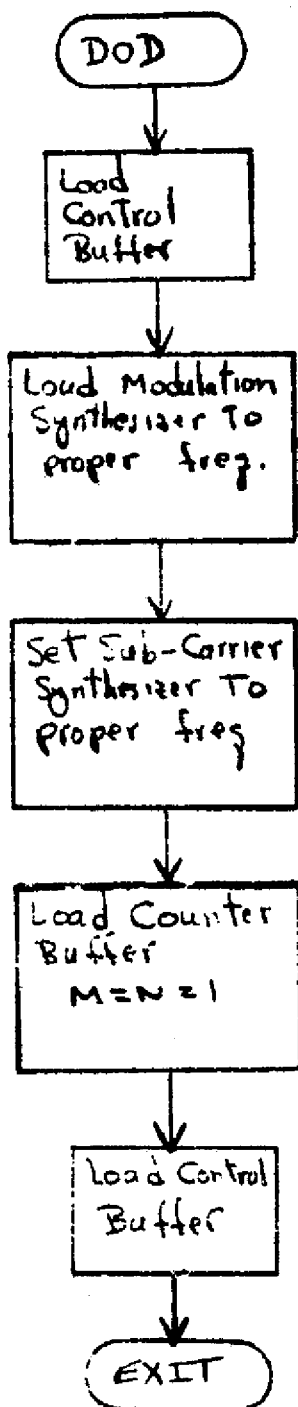 DOD
Load
Control
Buffer
Load Modulation
Synthesizer To
proper freq.
Set Sub-Carrier
Synthesizer To
proper freq
Load Counter
Buffer
M=N=1
Load Control
Buffer
EXIT